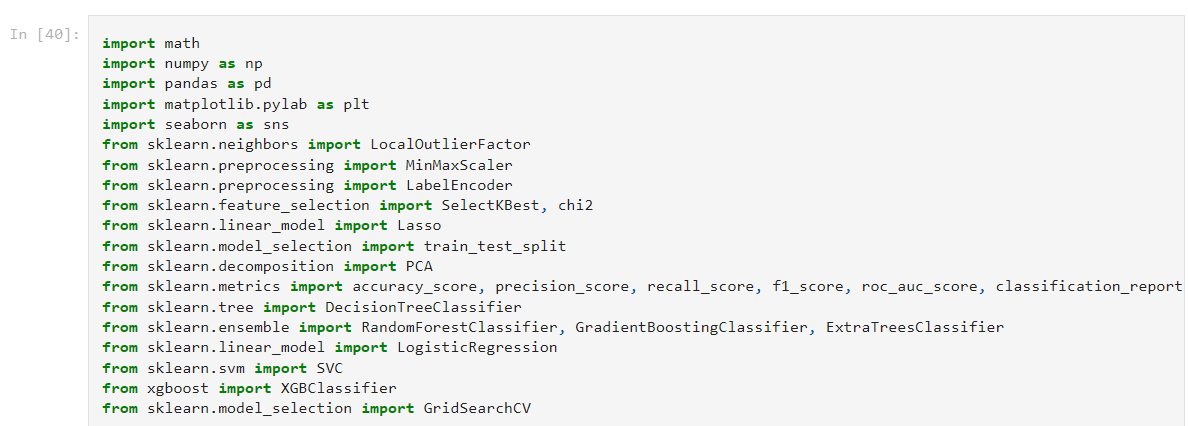 In [40]:
import math
import numpy as np
import pandas as pd
import matplotlib.pylab as plt
import seaborn as sns
from sklearn.neighbors import LocalOutlierFactor
from sklearn.preprocessing import MinMaxScaler
from sklearn.preprocessing import LabelEncoder
from sklearn.feature_selection import SelectKBest, chi2
from sklearn.linear_model import Lasso
from sklearn.model_selection import train_test_split
from sklearn.decomposition import PCA
from sklearn.metrics import accuracy_score, precision_score, recall_score, f1_score, roc_auc_score, classification_report
from sklearn.tree import DecisionTreeClassifier
from sklearn.ensemble import RandomForestClassifier, GradientBoostingClassifier, ExtraTreesClassifier
from sklearn.linear_model import LogisticRegression
from sklearn.svm import SVC
from xgboost import XGBClassifier
from sklearn.model_selection import GridSearchCV